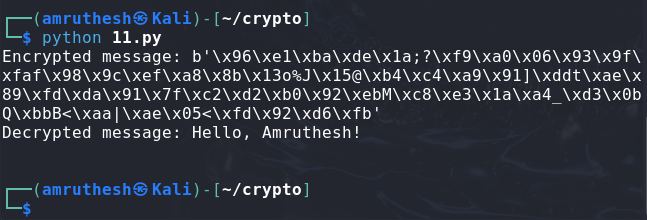 ┌──(amruthesh㉿Kali)-[~/crypto]
└─$ python 11.py
Encrypted message: b'\x96\xe1\xba\xde\x1a;?\xf9\xa0\x06\x93\x9f\
xfaf\x98\x9c\xef\xa8\x8b\x13o%J\x15@\xb4\xc4\xa9\x91]\xddt\xae\x
89\xfd\xda\x91\x7f\xc2\xd2\xb0\x92\xebM\xc8\xe3\x1a\xa4_\xd3\x0b
Q\xbbB<\xaa|\xae\x05<\xfd\x92\xd6\xfb'
Decrypted message: Hello, Amruthesh!
┌──(amruthesh㉿Kali)-[~/crypto]
└─$